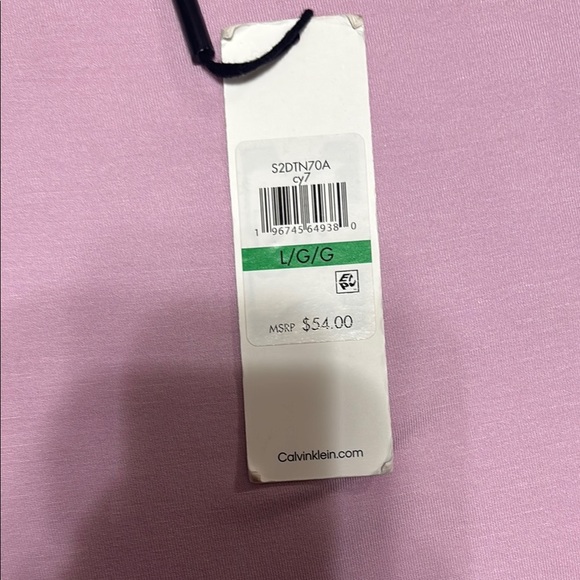 S2DTN70A
cy7
1 96745 64938 0
L/G/G
MSRP $54.00
Calvinklein.com